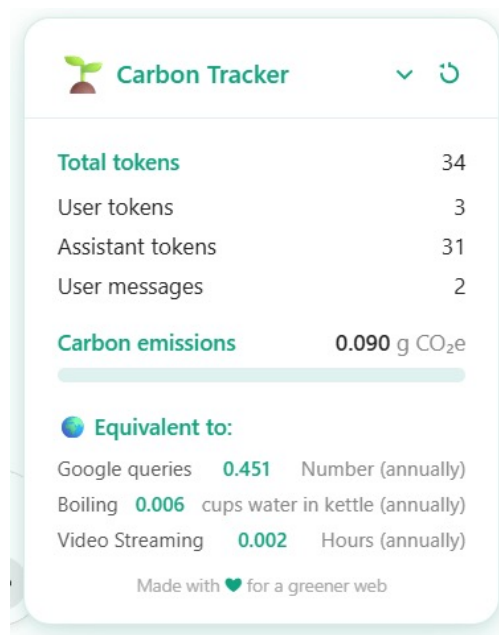 Carbon Tracker
Total tokens 34
User tokens 3
Assistant tokens 31
User messages 2
Carbon emissions 0.090 g CO₂e
Equivalent to:
Google queries 0.451 Number (annually)
Boiling 0.006 cups water in kettle (annually)
Video Streaming 0.002 Hours (annually)
Made with 💚 for a greener web